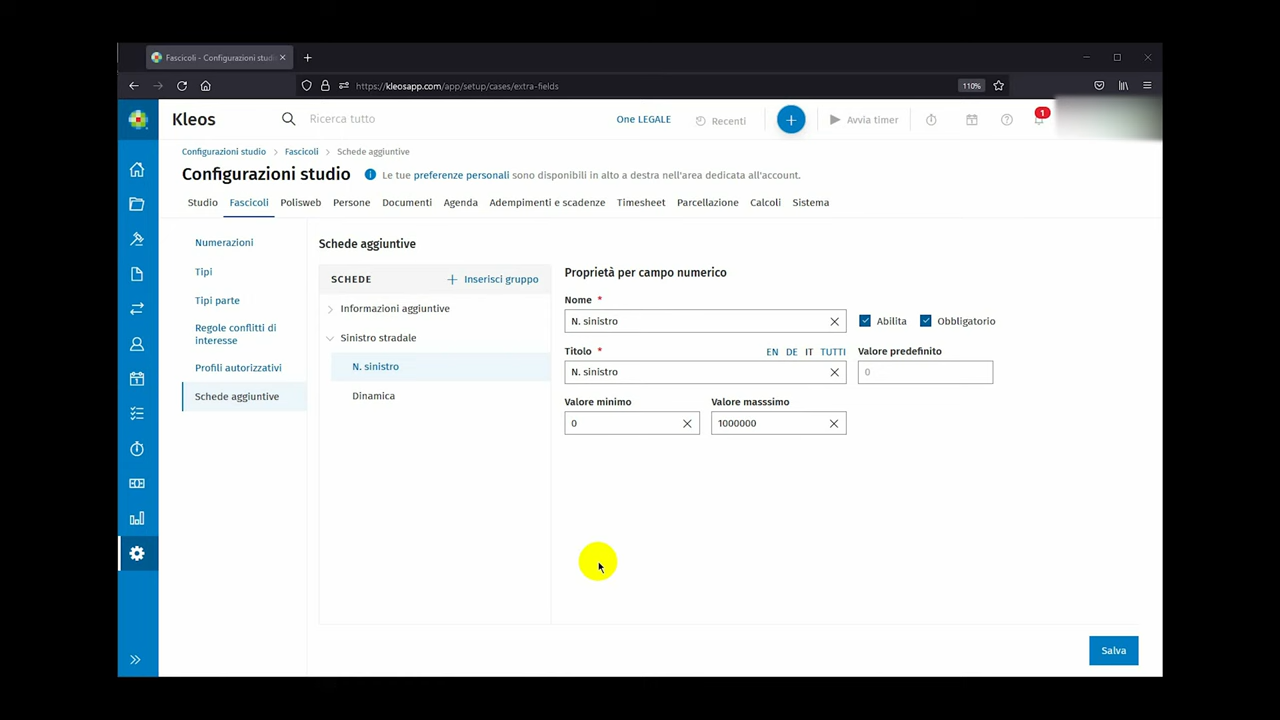 Fascicoli - Configurazioni studi
https://kleosapp.com/app/setup/cases/extra-fields
110%
Kleos
Ricerca tutto
One LEGALE
Recenti
Avvia timer
1
Configurazioni studio > Fascicoli > Schede aggiuntive
Configurazioni studio
Le tue preferenze personali sono disponibili in alto a destra nell'area dedicata all'account.
Studio Fascicoli Polisweb Persone Documenti Agenda Adempimenti e scadenze Timesheet Parcellazione Calcoli Sistema
Numerazioni
Tipi
Tipi parte
Regole conflitti di
interesse
Profili autorizzativi
Schede aggiuntive
Schede aggiuntive
SCHEDE
Inserisci gruppo
Informazioni aggiuntive
Sinistro stradale
N. sinistro
Dinamica
Proprietà per campo numerico
Nome *
N. sinistro
Abilita
Obbligatorio
Titolo *
EN DE IT TUTTI
Valore predefinito
N. sinistro
0
Valore minimo
Valore masssimo
0
1000000
Salva